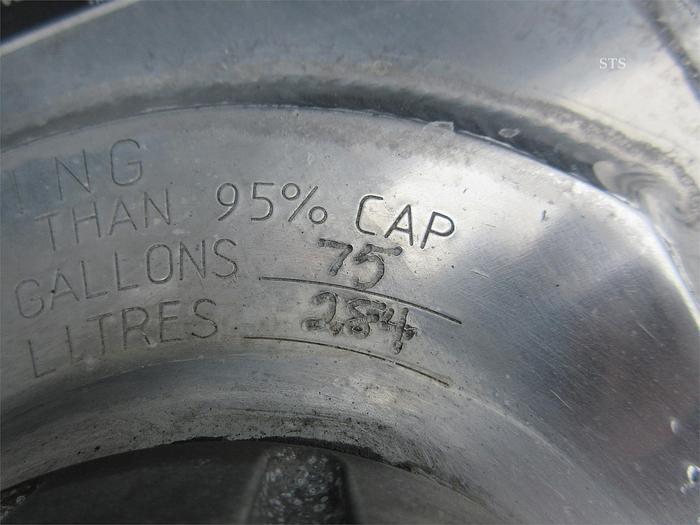 STS
ING
THAN 95% CAP
GALLONS 75
LITRES 284